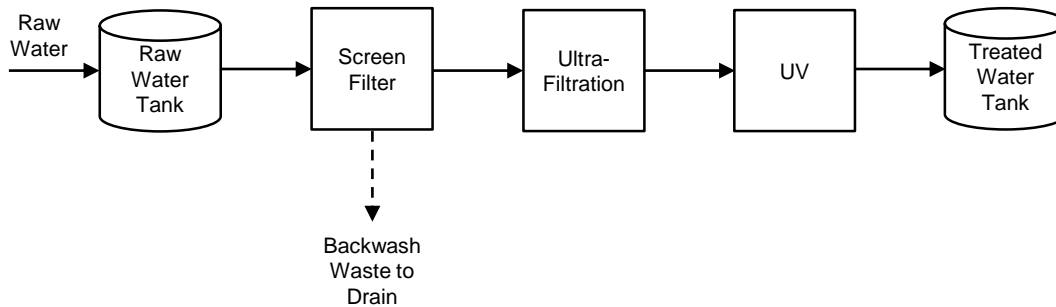 Raw
Water
Raw
Water
Tank
Screen
Filter
Ultra-
Filtration
UV
Treated
Water
Tank
Backwash
Waste to
Drain